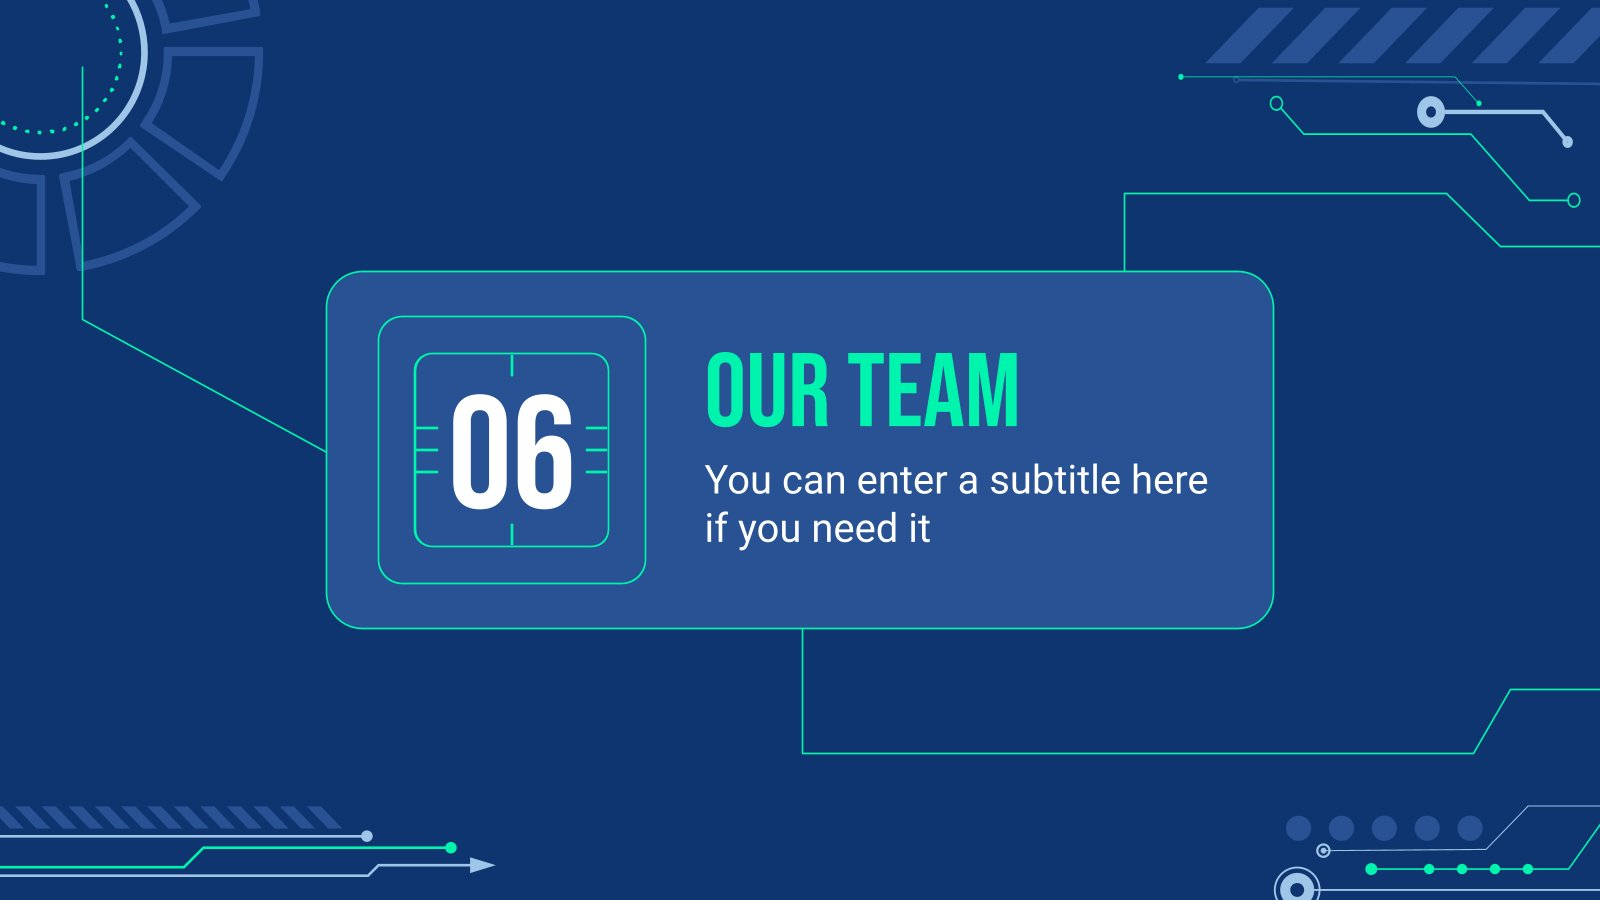 06
OUR TEAM
You can enter a subtitle here
if you need it